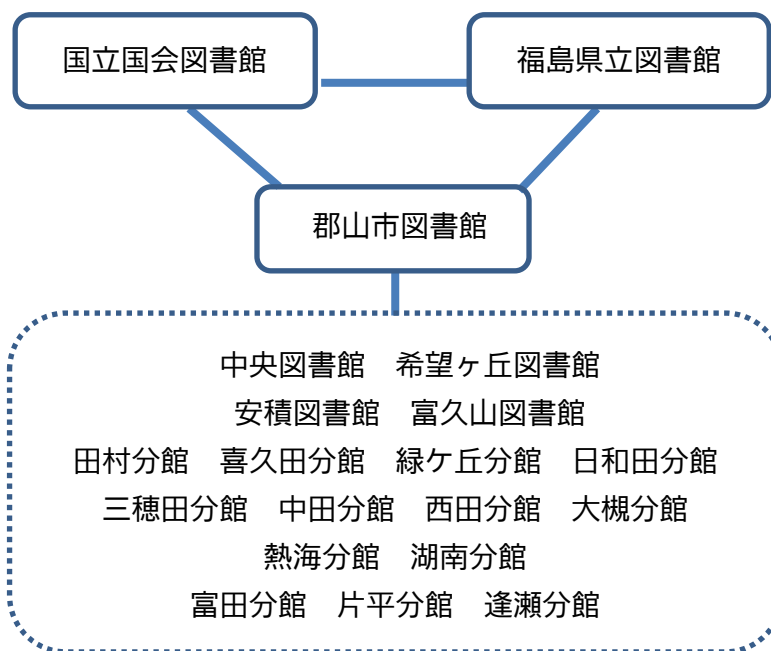 国立国会図書館
福島県立図書館
郡山市図書館
中央図書館　希望ヶ丘図書館
安積図書館　富久山図書館
田村分館　喜久田分館　緑ケ丘分館　日和田分館
三穂田分館　中田分館　西田分館　大槻分館
熱海分館　湖南分館
富田分館　片平分館　逢瀬分館